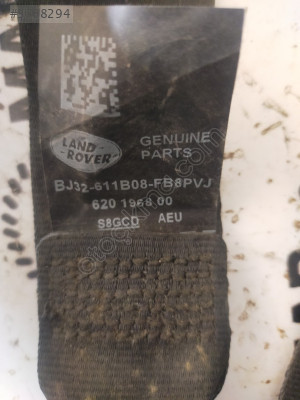 LAND
ROVER
GENUINE
PARTS
BJ32-611B08-FB8PVJ
620 1968 00
S8GCD AEU